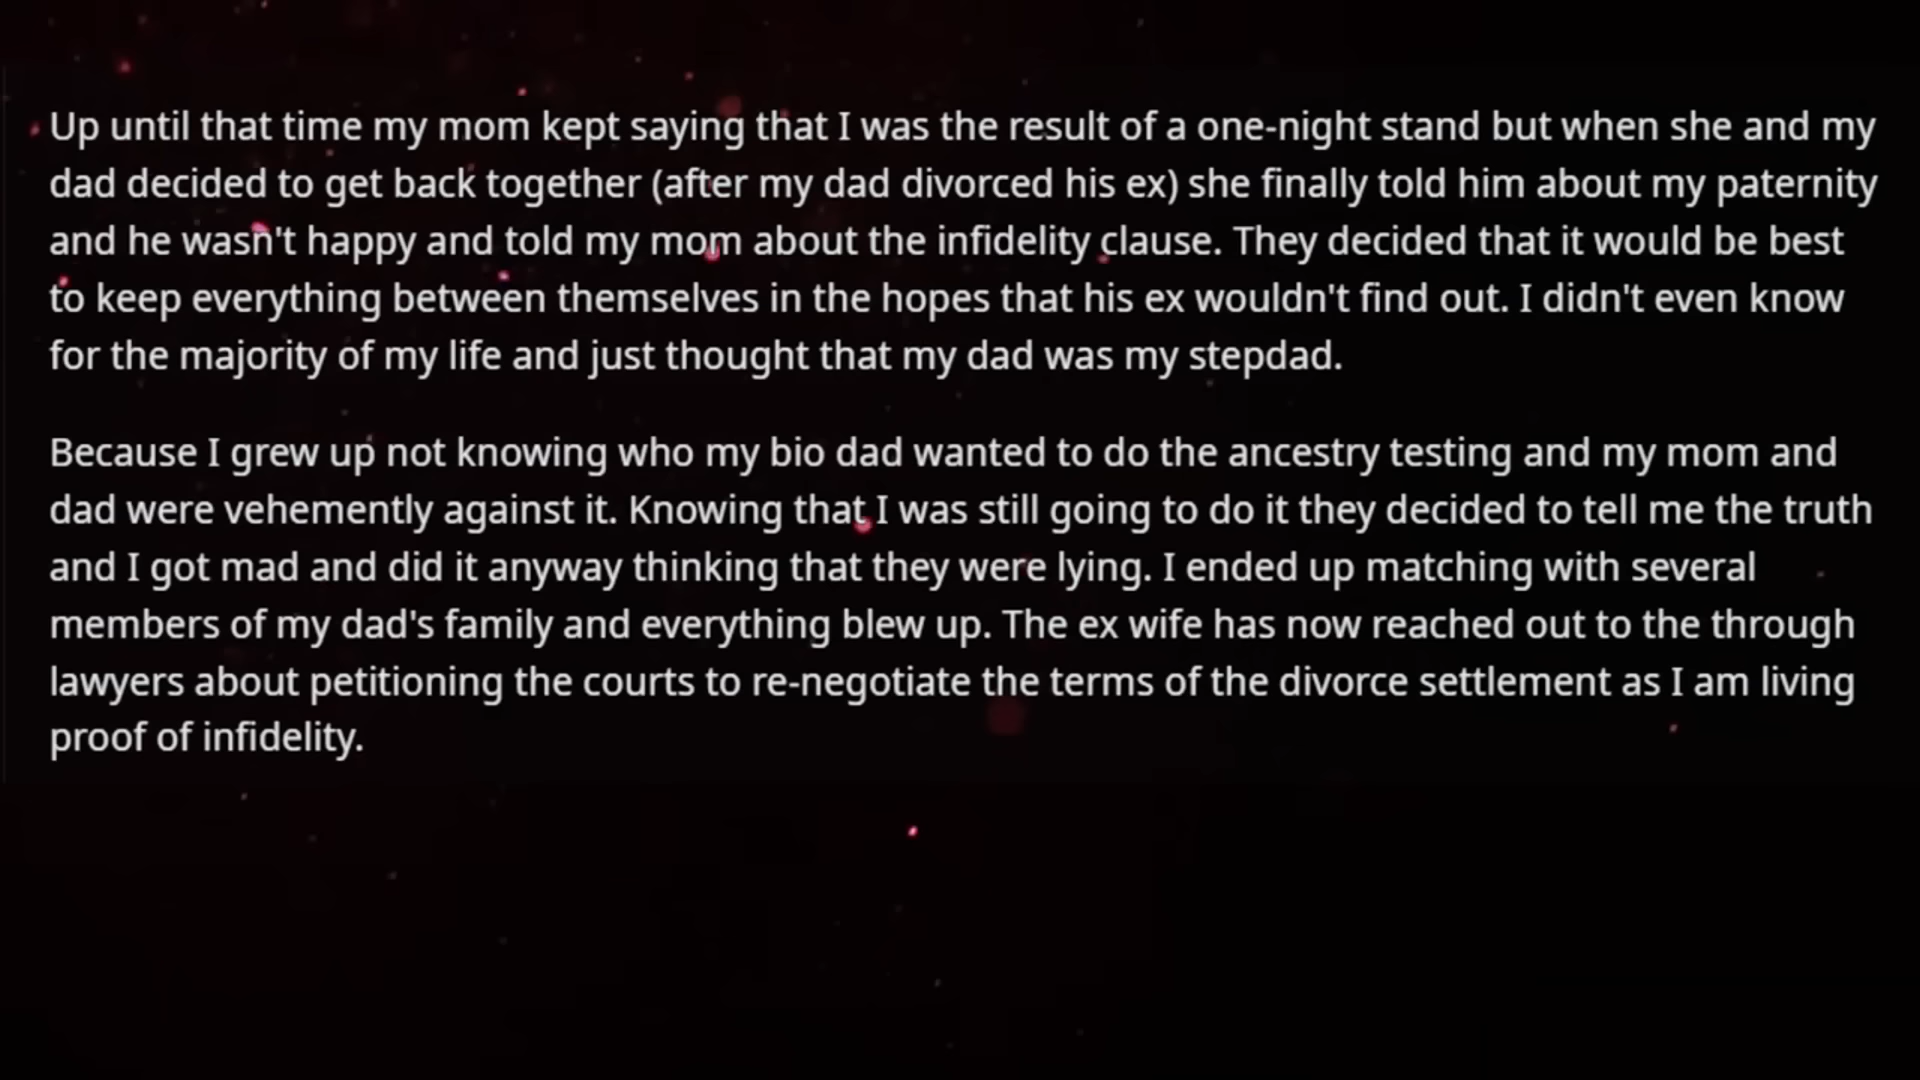 Up until that time my mom kept saying that I was the result of a one-night stand but when she and my
dad decided to get back together (after my dad divorced his ex) she finally told him about my paternity
and he wasn't happy and told my mom about the infidelity clause. They decided that it would be best
to keep everything between themselves in the hopes that his ex wouldn't find out. I didn't even know
for the majority of my life and just thought that my dad was my stepdad.
Because I grew up not knowing who my bio dad wanted to do the ancestry testing and my mom and
dad were vehemently against it. Knowing that I was still going to do it they decided to tell me the truth
and I got mad and did it anyway thinking that they were lying. I ended up matching with several
members of my dad's family and everything blew up. The ex wife has now reached out to the through
lawyers about petitioning the courts to re-negotiate the terms of the divorce settlement as I am living
proof of infidelity.